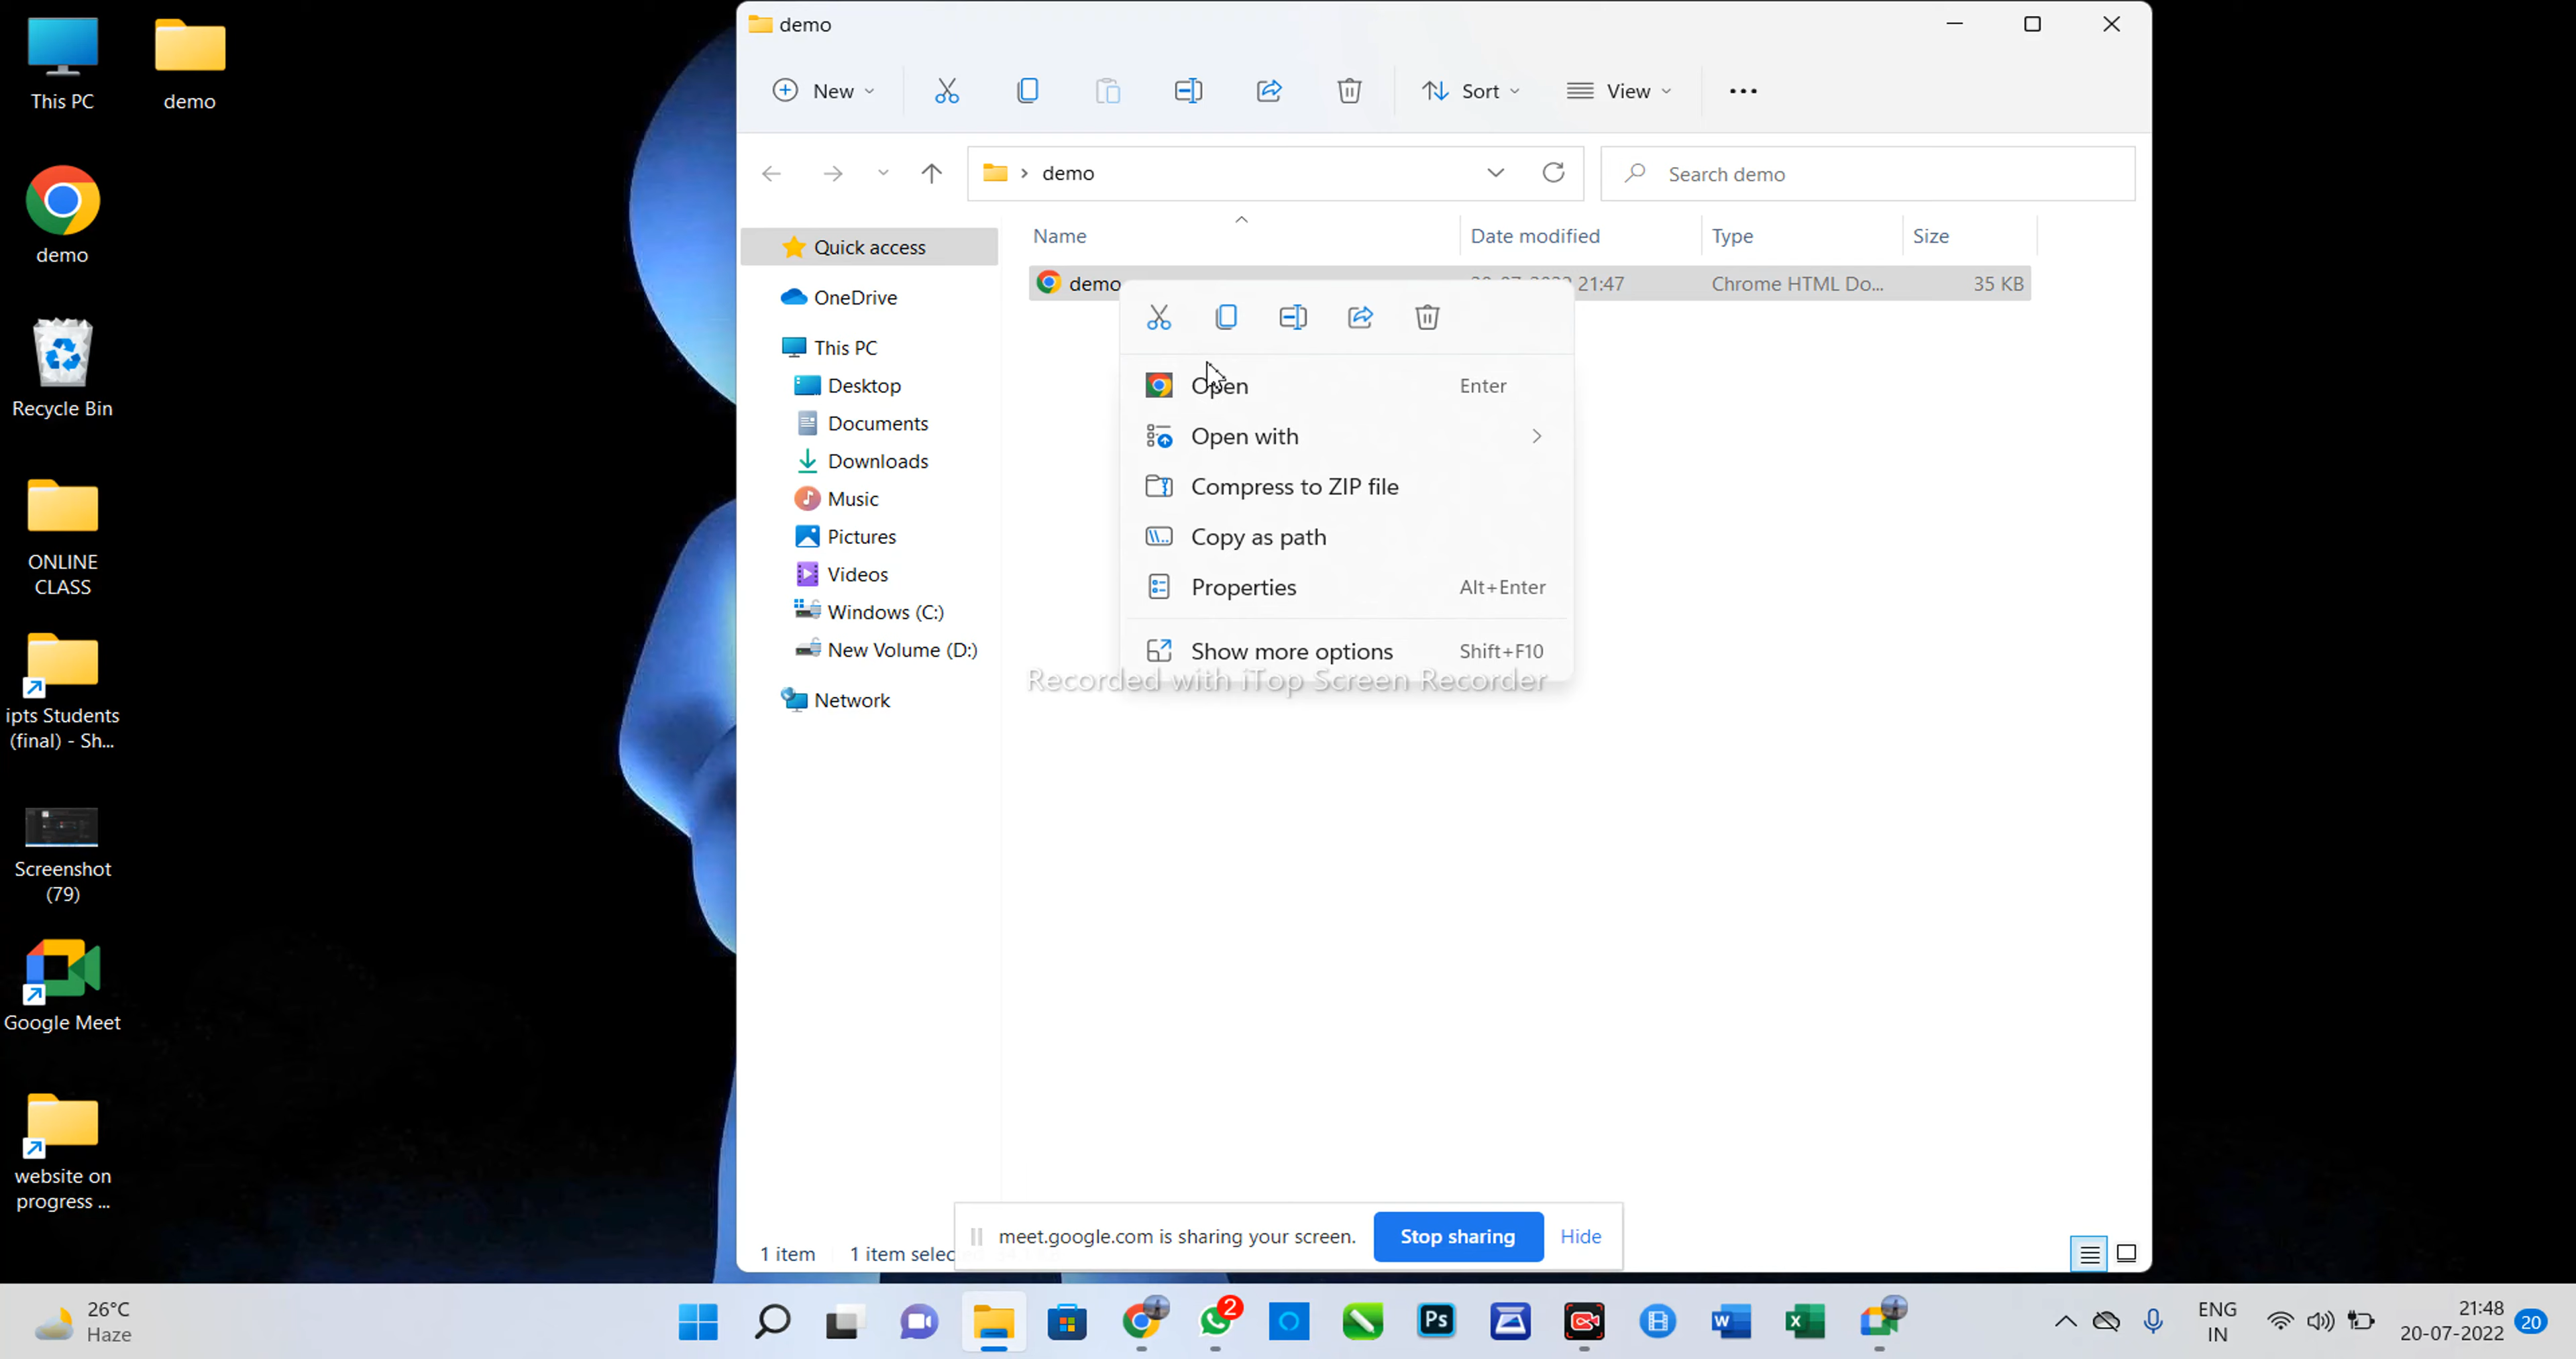 This PC
demo
demo
Recycle Bin
ONLINE
CLASS
ipts Students
(final) - Sh...
Screenshot
(79)
Google Meet
website on
progress ...
demo
New
Sort
View
demo
Search demo
Name
Date modified
Type
Size
demo
21:47
Chrome HTML Do...
35 KB
Quick access
OneDrive
This PC
Desktop
Documents
Downloads
Music
Pictures
Videos
Windows (C:)
New Volume (D:)
Network
Open
Enter
Open with
Compress to ZIP file
Copy as path
Properties
Alt+Enter
Show more options
Shift+F10
Recorded with iTop Screen Recorder
meet.google.com is sharing your screen.
Stop sharing
Hide
1 item
1 item selec
26°C
Haze
2
Ps
W
X
ENG
IN
21:48
20-07-2022
20